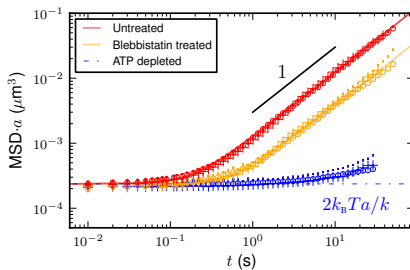 Untreated
Blebbistatin treated
ATP depleted
1
2k_BTa/k
MSD·a (μm³)
10⁻¹
10⁻²
10⁻³
10⁻⁴
10⁻² 10⁻¹ 10⁰ 10¹
t (s)